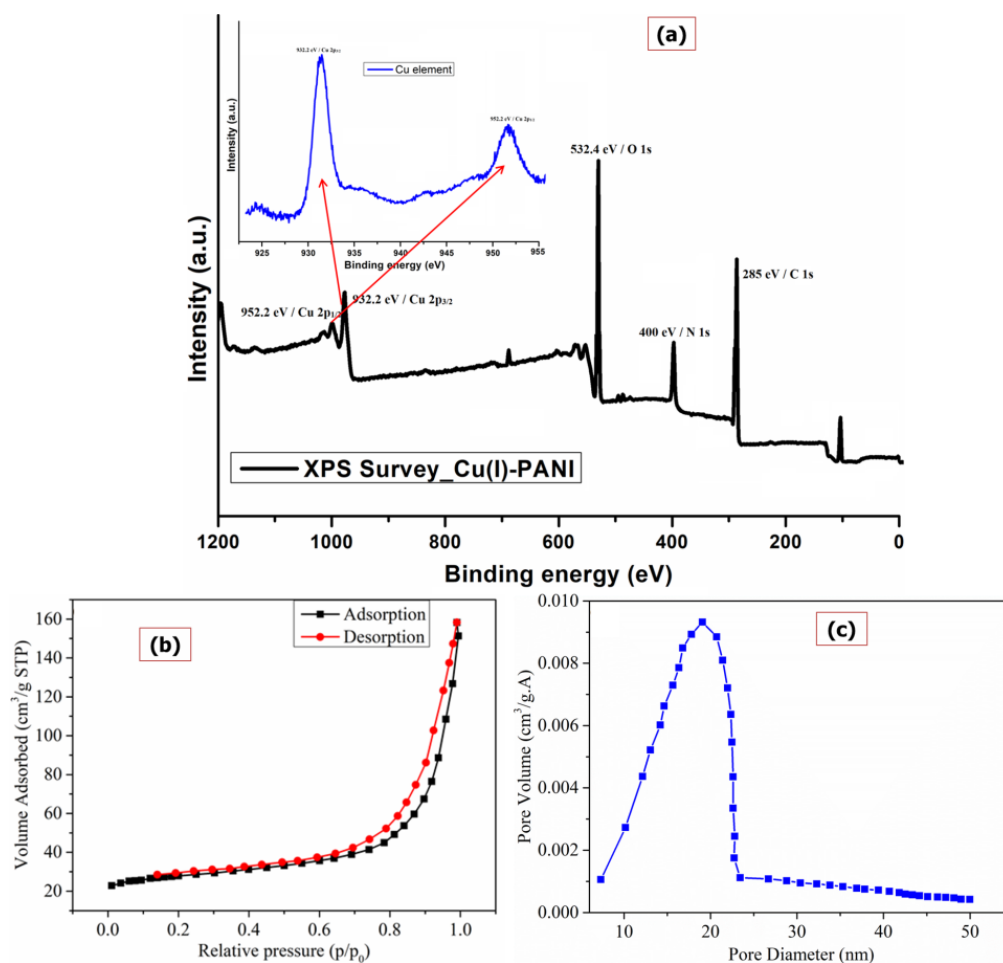 (a)
932.2 eV / Cu 2p3/2
Cu element
952.2 eV / Cu 2p1/2
Intensity (a.u.)
925 930 935 940 945 950 955
Binding energy (eV)
532.4 eV / O 1s
285 eV / C 1s
400 eV / N 1s
952.2 eV / Cu 2p1/2
932.2 eV / Cu 2p3/2
Intensity (a.u.)
XPS Survey_Cu(I)-PANI
1200 1000 800 600 400 200 0
Binding energy (eV)
(b)
Adsorption
Desorption
Volume Adsorbed (cm³/g STP)
160
140
120
100
80
60
40
20
0.0 0.2 0.4 0.6 0.8 1.0
Relative pressure (p/p₀)
(c)
Pore Volume (cm³/g.A)
0.010
0.008
0.006
0.004
0.002
0.000
10 20 30 40 50
Pore Diameter (nm)